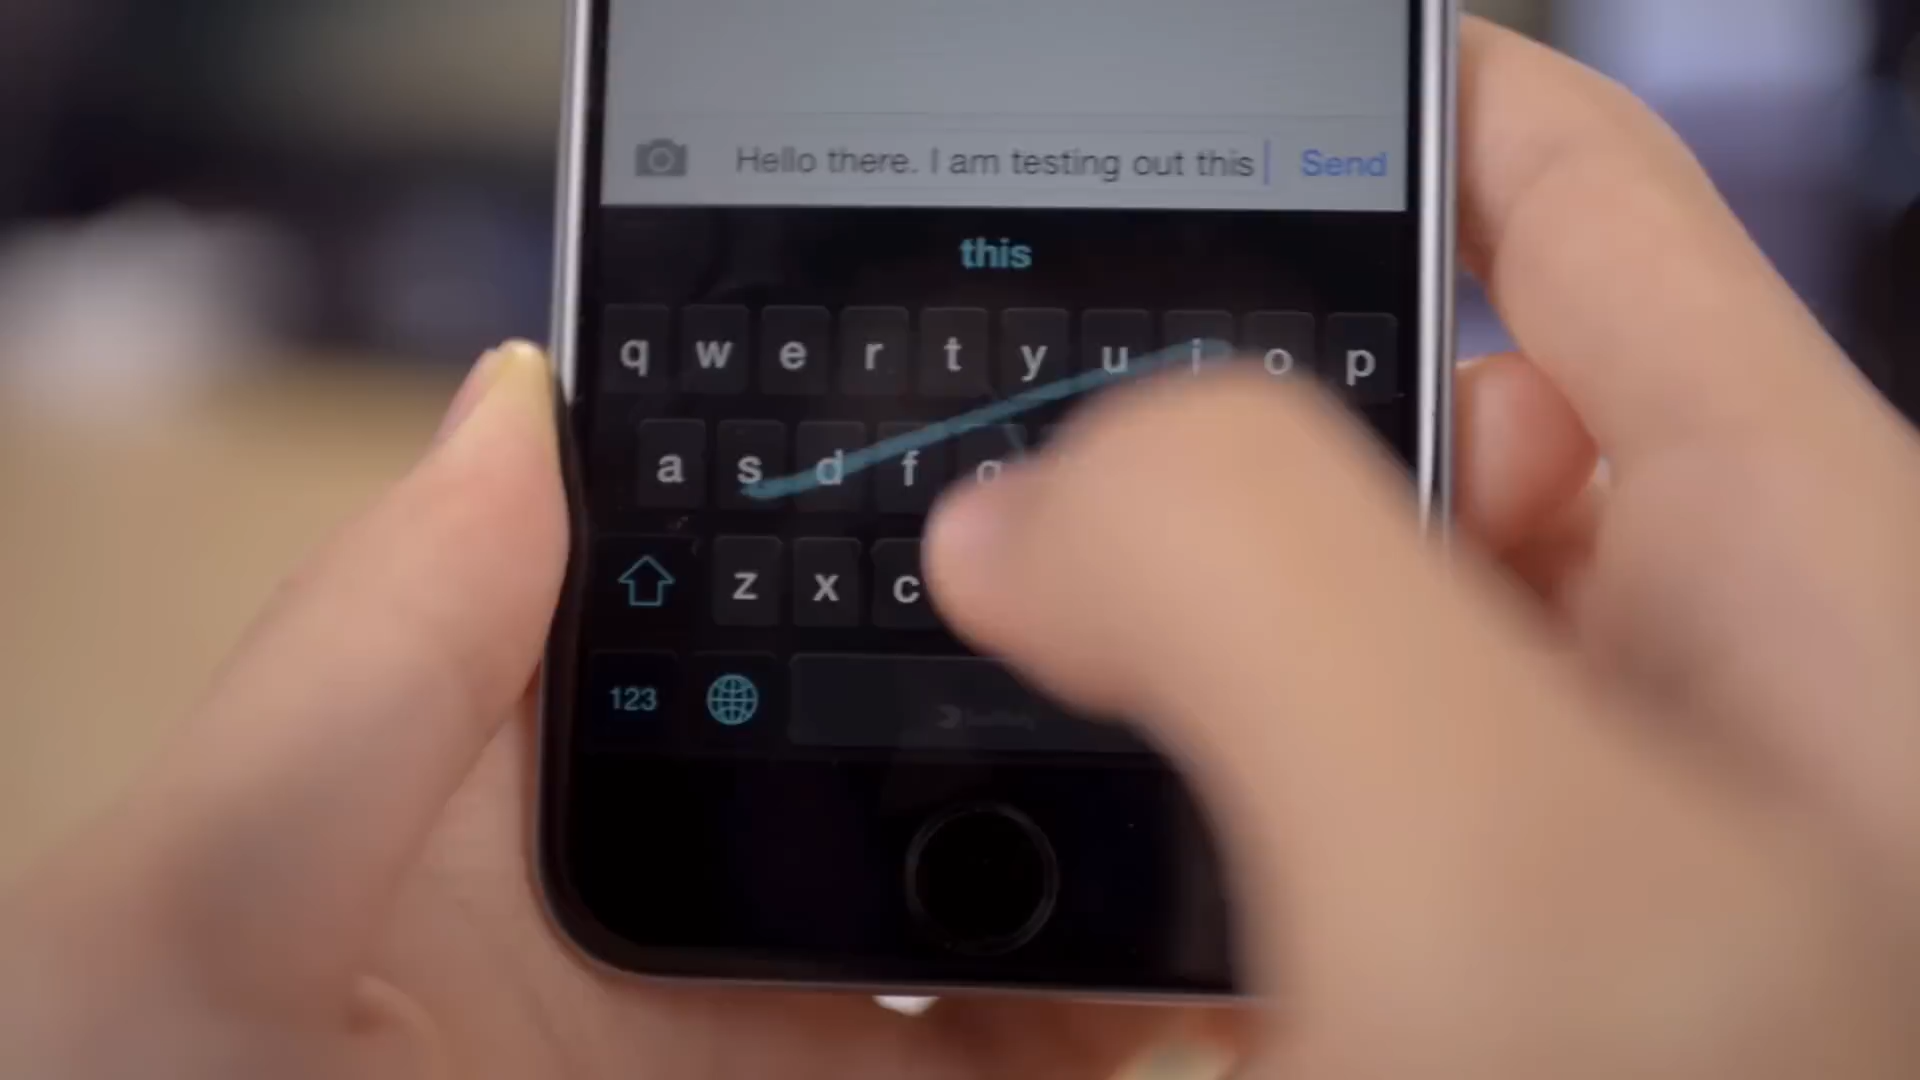 Hello there. I am testing out this Send
this
q w e r t y u i o p
a s d f g
z x c
123